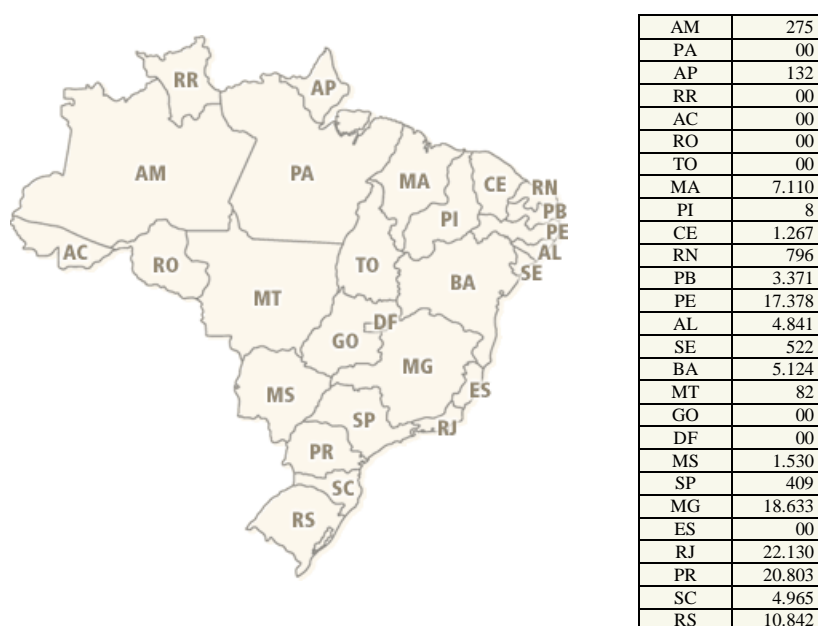 RR
AP
AM
PA
MA
CE
RN
PB
PI
PE
AL
AC
RO
TO
SE
BA
MT
DF
GO
MG
ES
MS
SP
RJ
PR
SC
RS
AM 275
PA 00
AP 132
RR 00
AC 00
RO 00
TO 00
MA 7.110
PI 8
CE 1.267
RN 796
PB 3.371
PE 17.378
AL 4.841
SE 522
BA 5.124
MT 82
GO 00
DF 00
MS 1.530
SP 409
MG 18.633
ES 00
RJ 22.130
PR 20.803
SC 4.965
RS 10.842